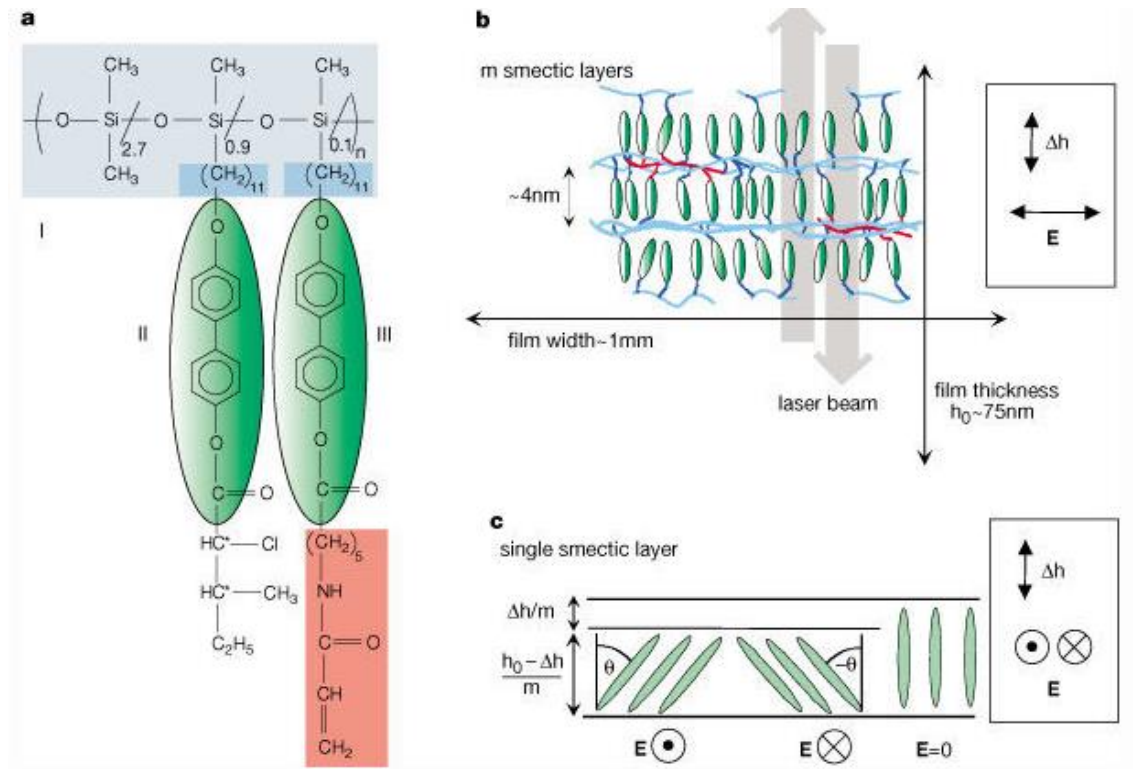 a
CH3 CH3 CH3
( O Si O Si O Si )
2.7 0.9 0.1 n
CH3 (CH2)11 (CH2)11
I
O O
II III
O O
C=O C=O
HC*—Cl (CH2)5
HC*—CH3 NH
C2H5 C=O
CH
CH2
b
m smectic layers
~4nm
film width~1mm
laser beam
film thickness
h0~75nm
Δh
E
c
single smectic layer
Δh/m
h0 – Δh
m
θ -θ
E E E=0
Δh
E